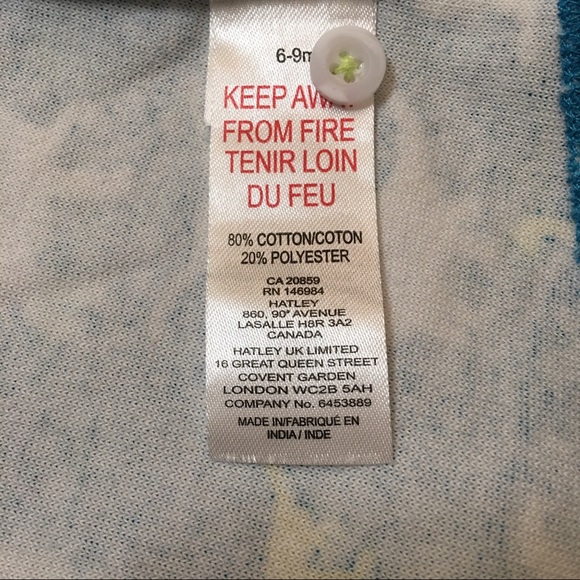 6-9m
KEEP AWAY
FROM FIRE
TENIR LOIN
DU FEU
80% COTTON/COTON
20% POLYESTER
CA 20859
RN 146984
HATLEY
860, 90e AVENUE
LASALLE H8R 3A2
CANADA
HATLEY UK LIMITED
16 GREAT QUEEN STREET
COVENT GARDEN
LONDON WC2B 5AH
COMPANY No. 6453889
MADE IN/FABRIQUÉ EN
INDIA / INDE